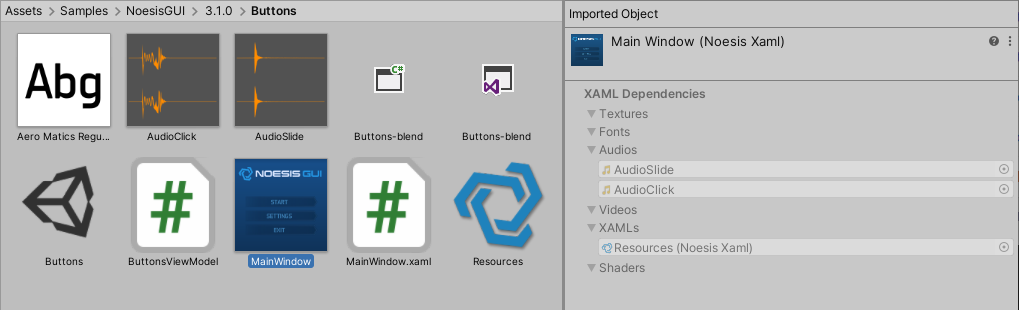 Assets > Samples > NoesisGUI > 3.1.0 > Buttons
Abg
Aero Matics Regu...
AudioClick
AudioSlide
C#
Buttons-blend
Buttons-blend
NOESIS GUI
START
SETTINGS
EXIT
Buttons
#
ButtonsViewModel
MainWindow
#
MainWindow.xaml
Resources
Imported Object
Main Window (Noesis Xaml)
XAML Dependencies
Textures
Fonts
Audios
AudioSlide
AudioClick
Videos
XAMLs
Resources (Noesis Xaml)
Shaders